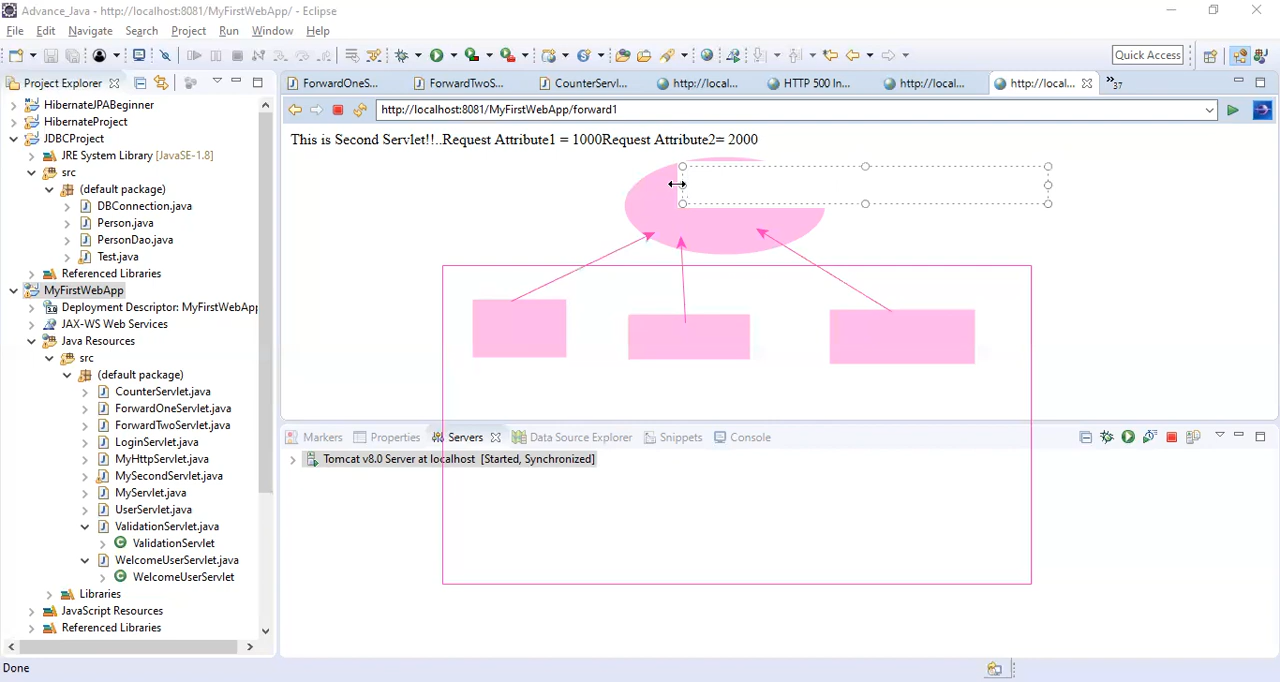 Advance_Java - http://localhost:8081/MyFirstWebApp/ - Eclipse
File Edit Navigate Search Project Run Window Help
Quick Access
Project Explorer
ForwardOneS...
ForwardTwoS...
CounterServl...
http://local...
HTTP 500 In...
http://local...
http://local...
»37
http://localhost:8081/MyFirstWebApp/forward1
This is Second Servlet!!..Request Attribute1 = 1000Request Attribute2= 2000
HibernateJPABeginner
HibernateProject
JDBCProject
JRE System Library [JavaSE-1.8]
src
(default package)
DBConnection.java
Person.java
PersonDao.java
Test.java
Referenced Libraries
MyFirstWebApp
Deployment Descriptor: MyFirstWebApp
JAX-WS Web Services
Java Resources
src
(default package)
CounterServlet.java
ForwardOneServlet.java
ForwardTwoServlet.java
LoginServlet.java
MyHttpServlet.java
MySecondServlet.java
MyServlet.java
UserServlet.java
ValidationServlet.java
ValidationServlet
WelcomeUserServlet.java
WelcomeUserServlet
Libraries
JavaScript Resources
Referenced Libraries
Markers Properties Servers Data Source Explorer Snippets Console
Tomcat v8.0 Server at localhost [Started, Synchronized]
Done